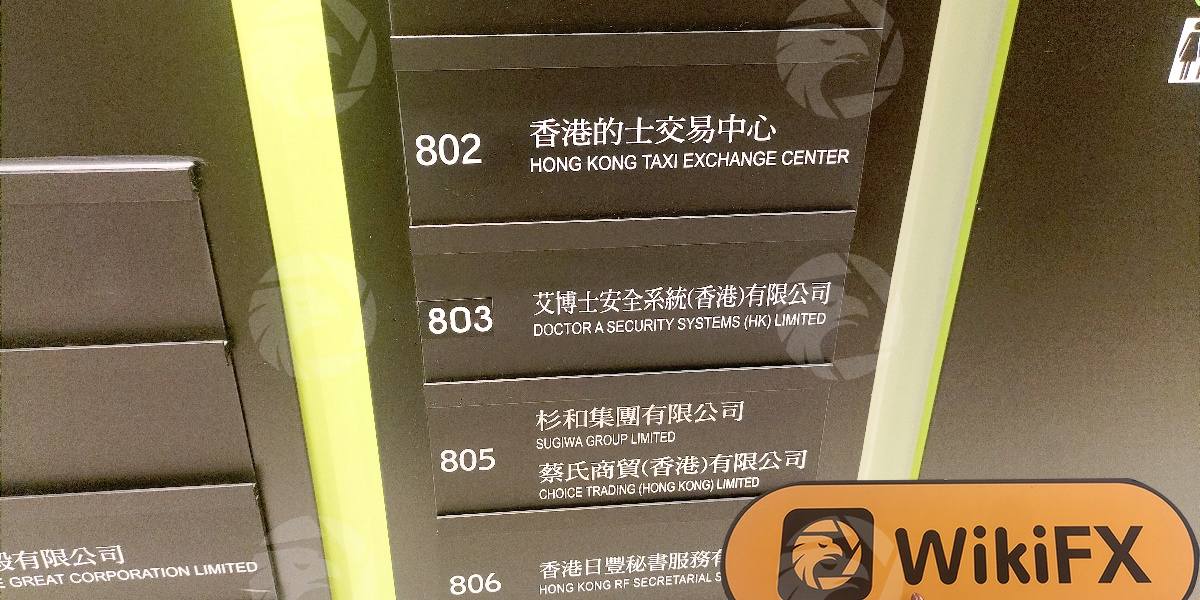 802
香港的士交易中心
HONG KONG TAXI EXCHANGE CENTER
803
艾博士安全系統(香港)有限公司
DOCTOR A SECURITY SYSTEMS (HK) LIMITED
805
杉和集團有限公司
SUGIWA GROUP LIMITED
蔡氏商貿(香港)有限公司
CHOICE TRADING (HONG KONG) LIMITED
806
香港日豐秘書服務有
HONG KONG RF SECRETARIAL S
有限公司
GREAT CORPORATION LIMITED
WikiFX